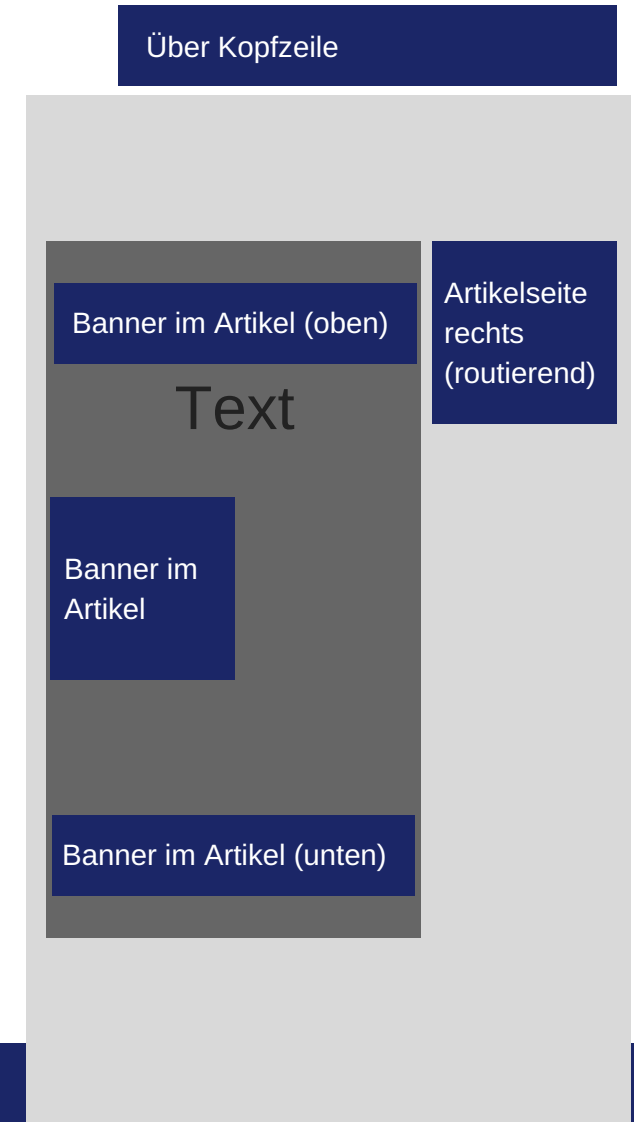 Über Kopfzeile
Banner im Artikel (oben)
Artikelseite
rechts
(routierend)
Text
Banner im
Artikel
Banner im Artikel (unten)